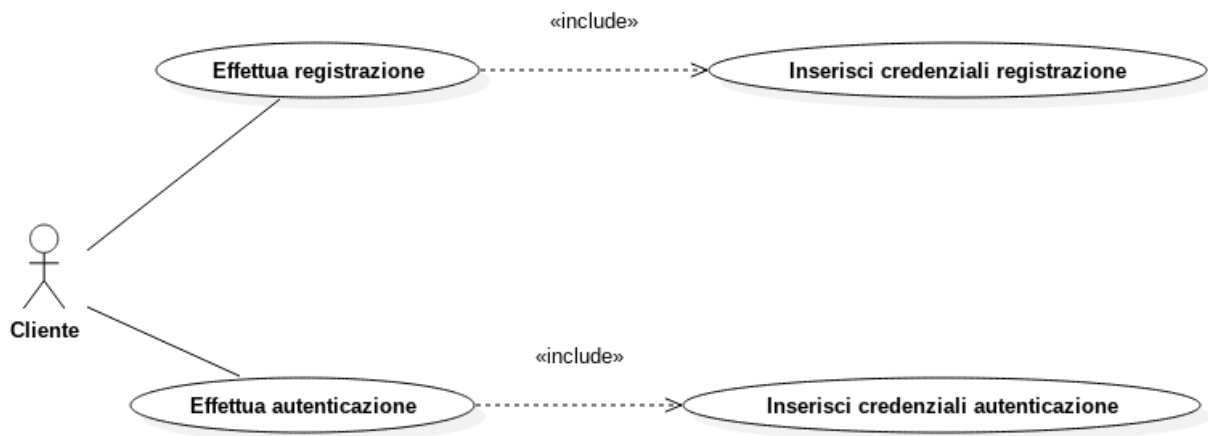 «include»
Effettua registrazione
Inserisci credenziali registrazione
Cliente
«include»
Effettua autenticazione
Inserisci credenziali autenticazione